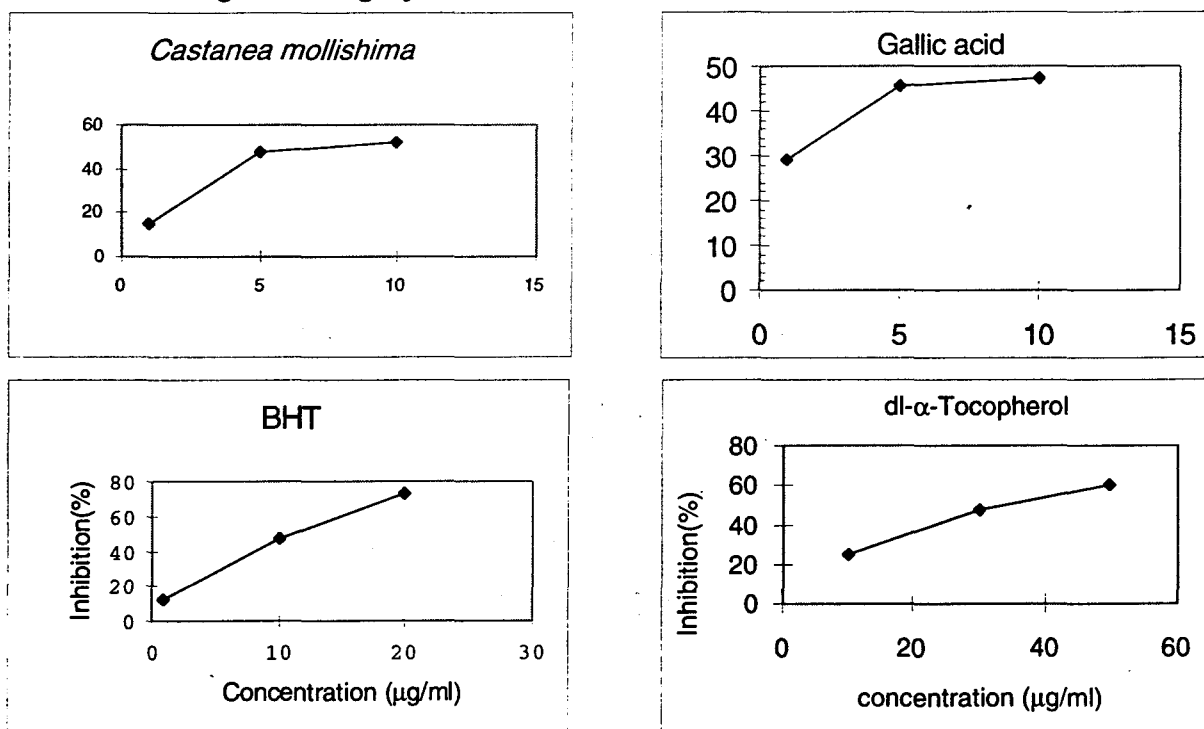 Castanea mollishima
60
40
20
0
0 5 10 15
Gallic acid
50
40
30
20
10
0
0 5 10 15
BHT
Inhibition(%)
80
60
40
20
0
0 10 20 30
Concentration (μg/ml)
dl-α-Tocopherol
Inhibition(%)
80
60
40
20
0
0 20 40 60
concentration (μg/ml)